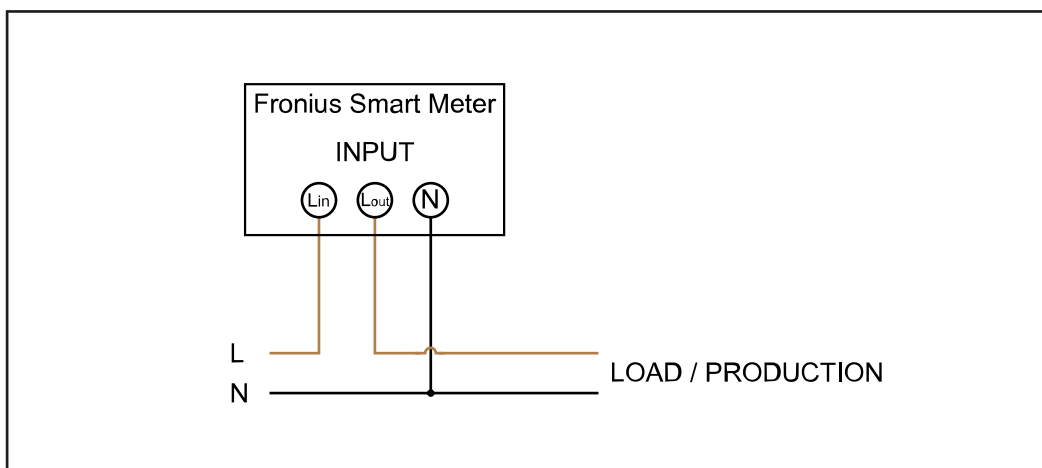 Fronius Smart Meter
INPUT
Lin Lout N
L
LOAD / PRODUCTION
N